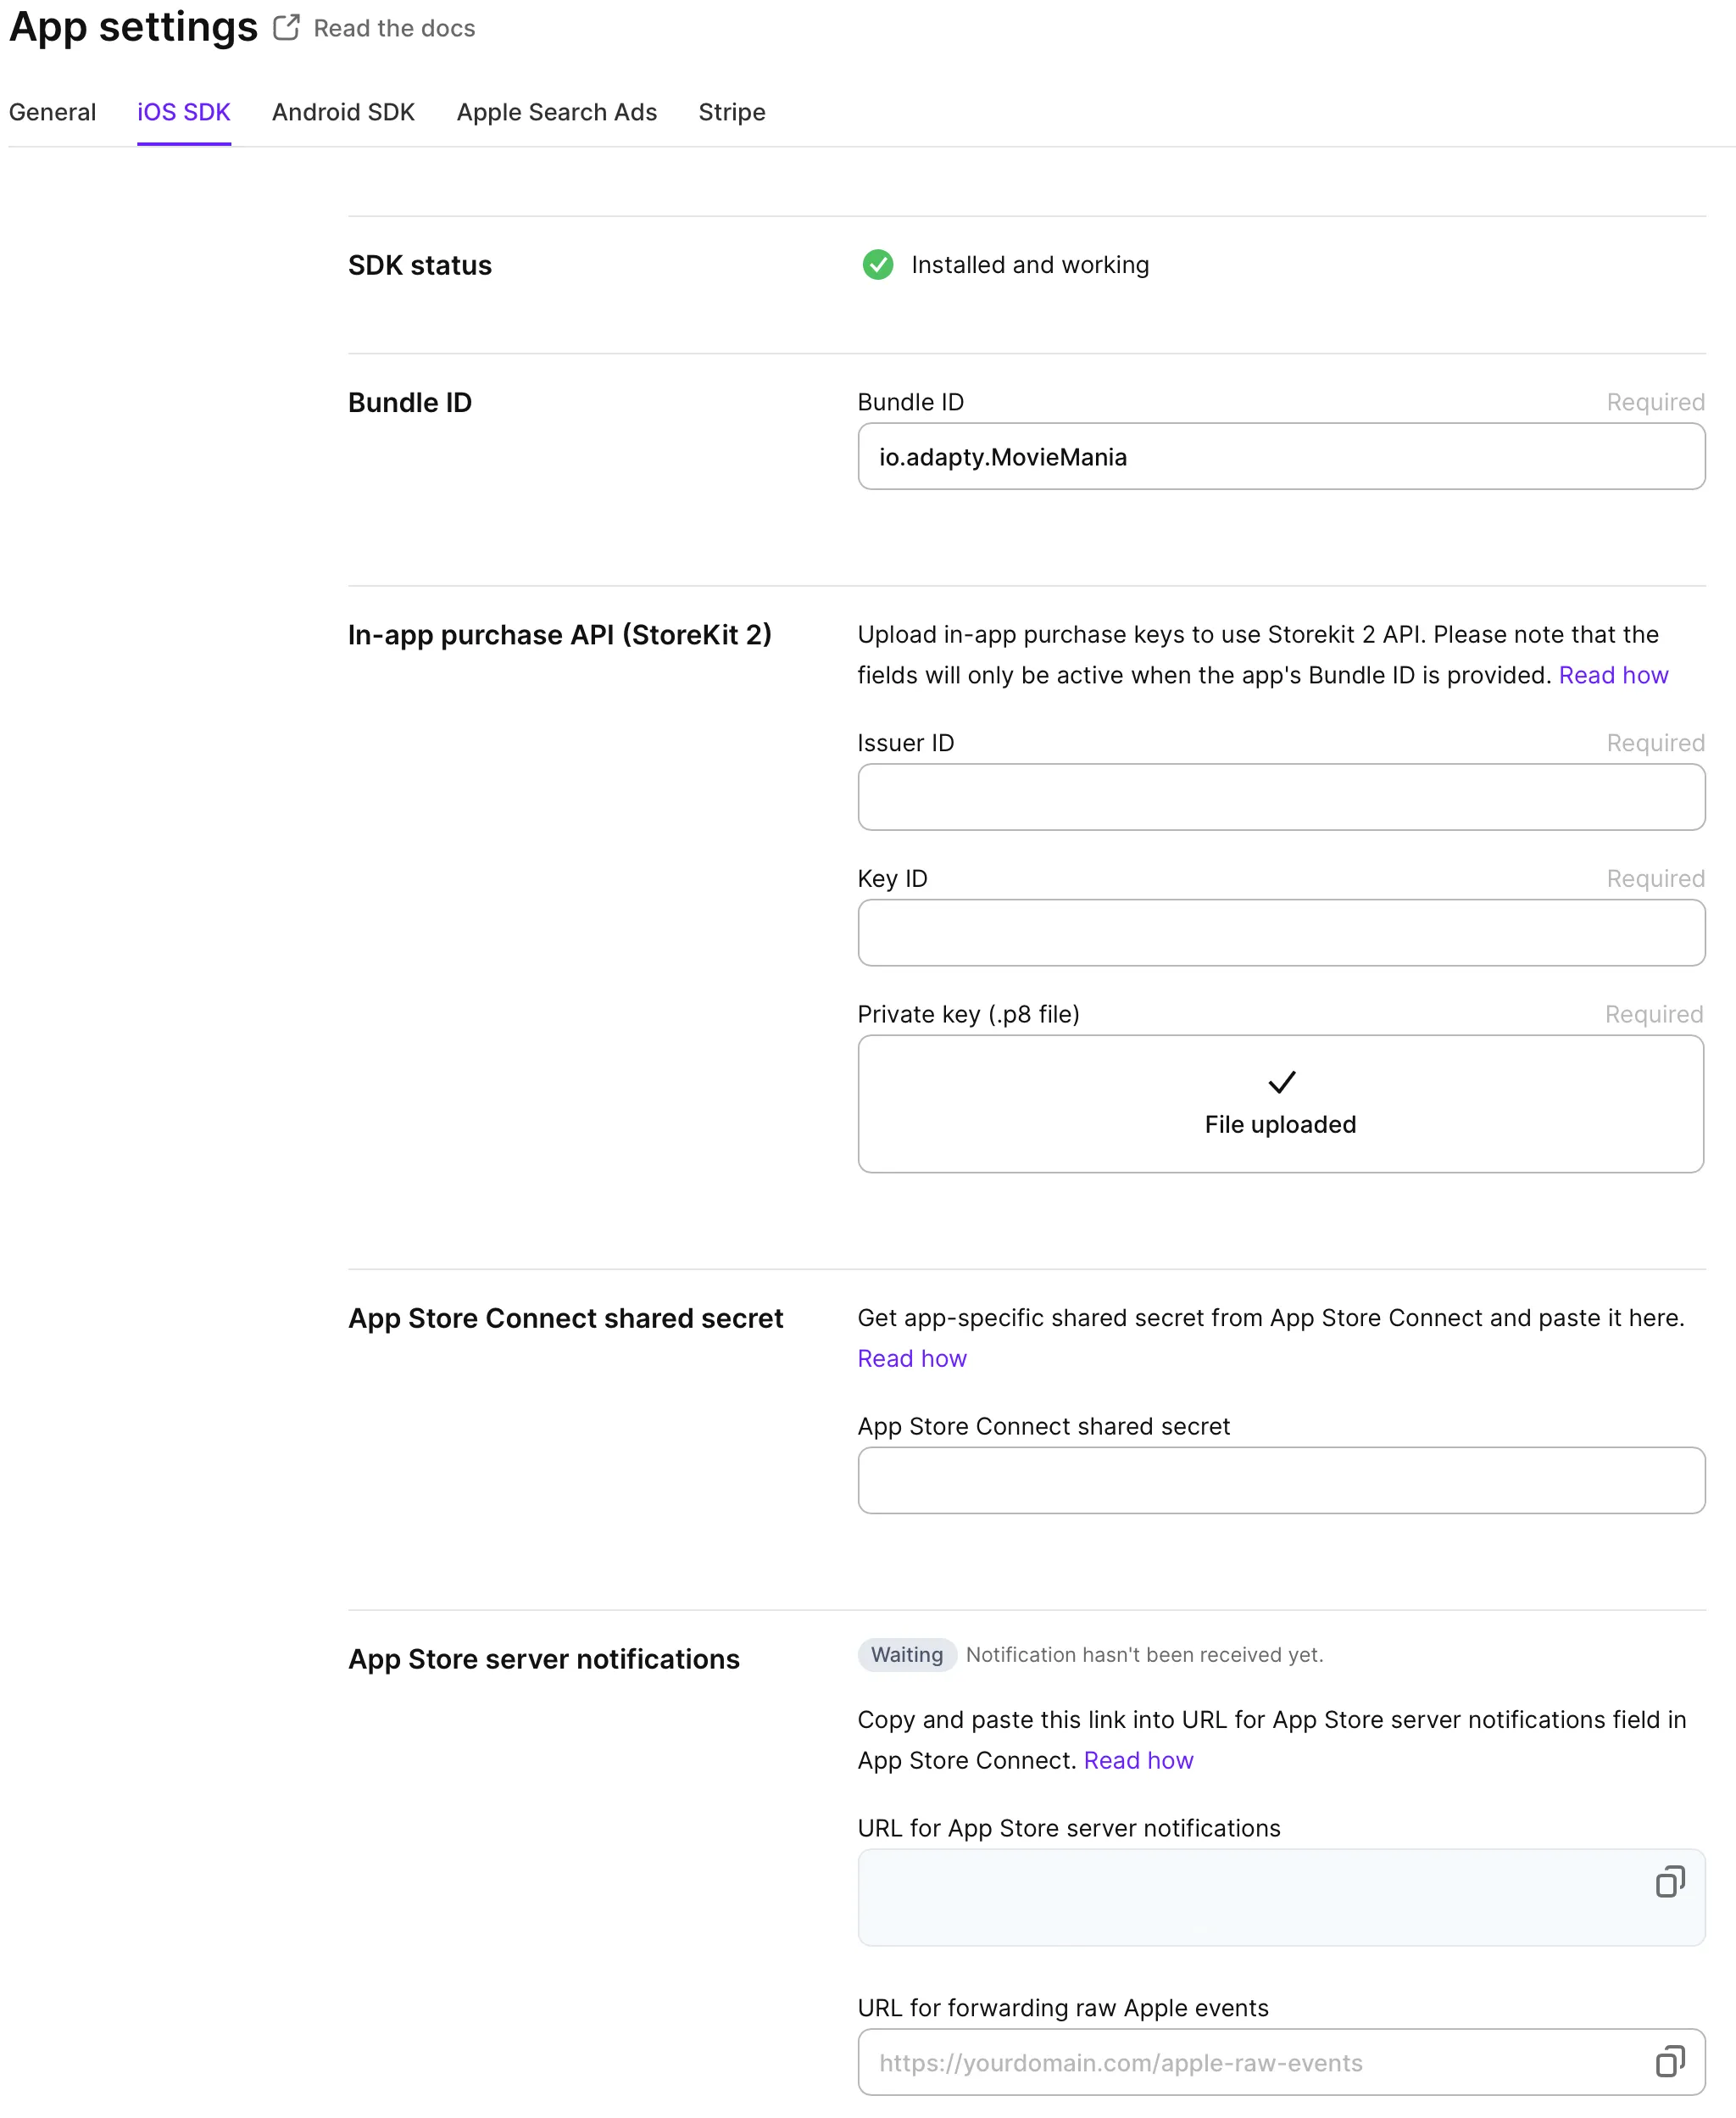 App settings Read the docs
General iOS SDK Android SDK Apple Search Ads Stripe
SDK status
Installed and working
Bundle ID
Bundle ID Required
io.adapty.MovieMania
In-app purchase API (StoreKit 2)
Upload in-app purchase keys to use Storekit 2 API. Please note that the
fields will only be active when the app's Bundle ID is provided. Read how
Issuer ID Required
Key ID Required
Private key (.p8 file) Required
File uploaded
App Store Connect shared secret
Get app-specific shared secret from App Store Connect and paste it here.
Read how
App Store Connect shared secret
App Store server notifications
Waiting Notification hasn't been received yet.
Copy and paste this link into URL for App Store server notifications field in
App Store Connect. Read how
URL for App Store server notifications
URL for forwarding raw Apple events
https://yourdomain.com/apple-raw-events